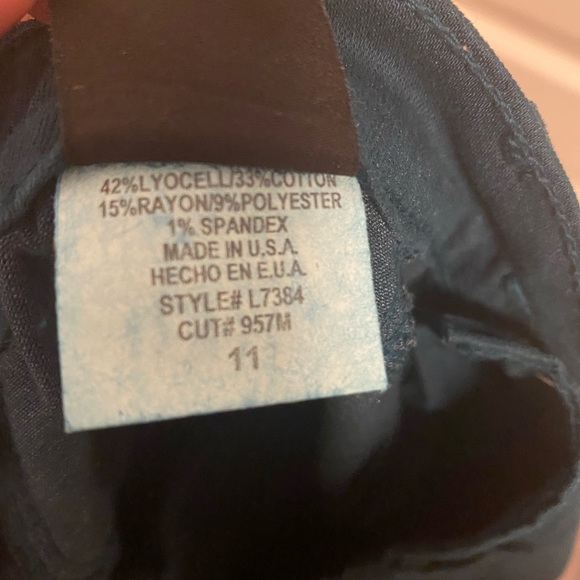 42%LYOCELL/33%COTTON
15%RAYON/9%POLYESTER
1% SPANDEX
MADE IN U.S.A.
HECHO EN E.U.A.
STYLE# L7384
CUT# 957M
11